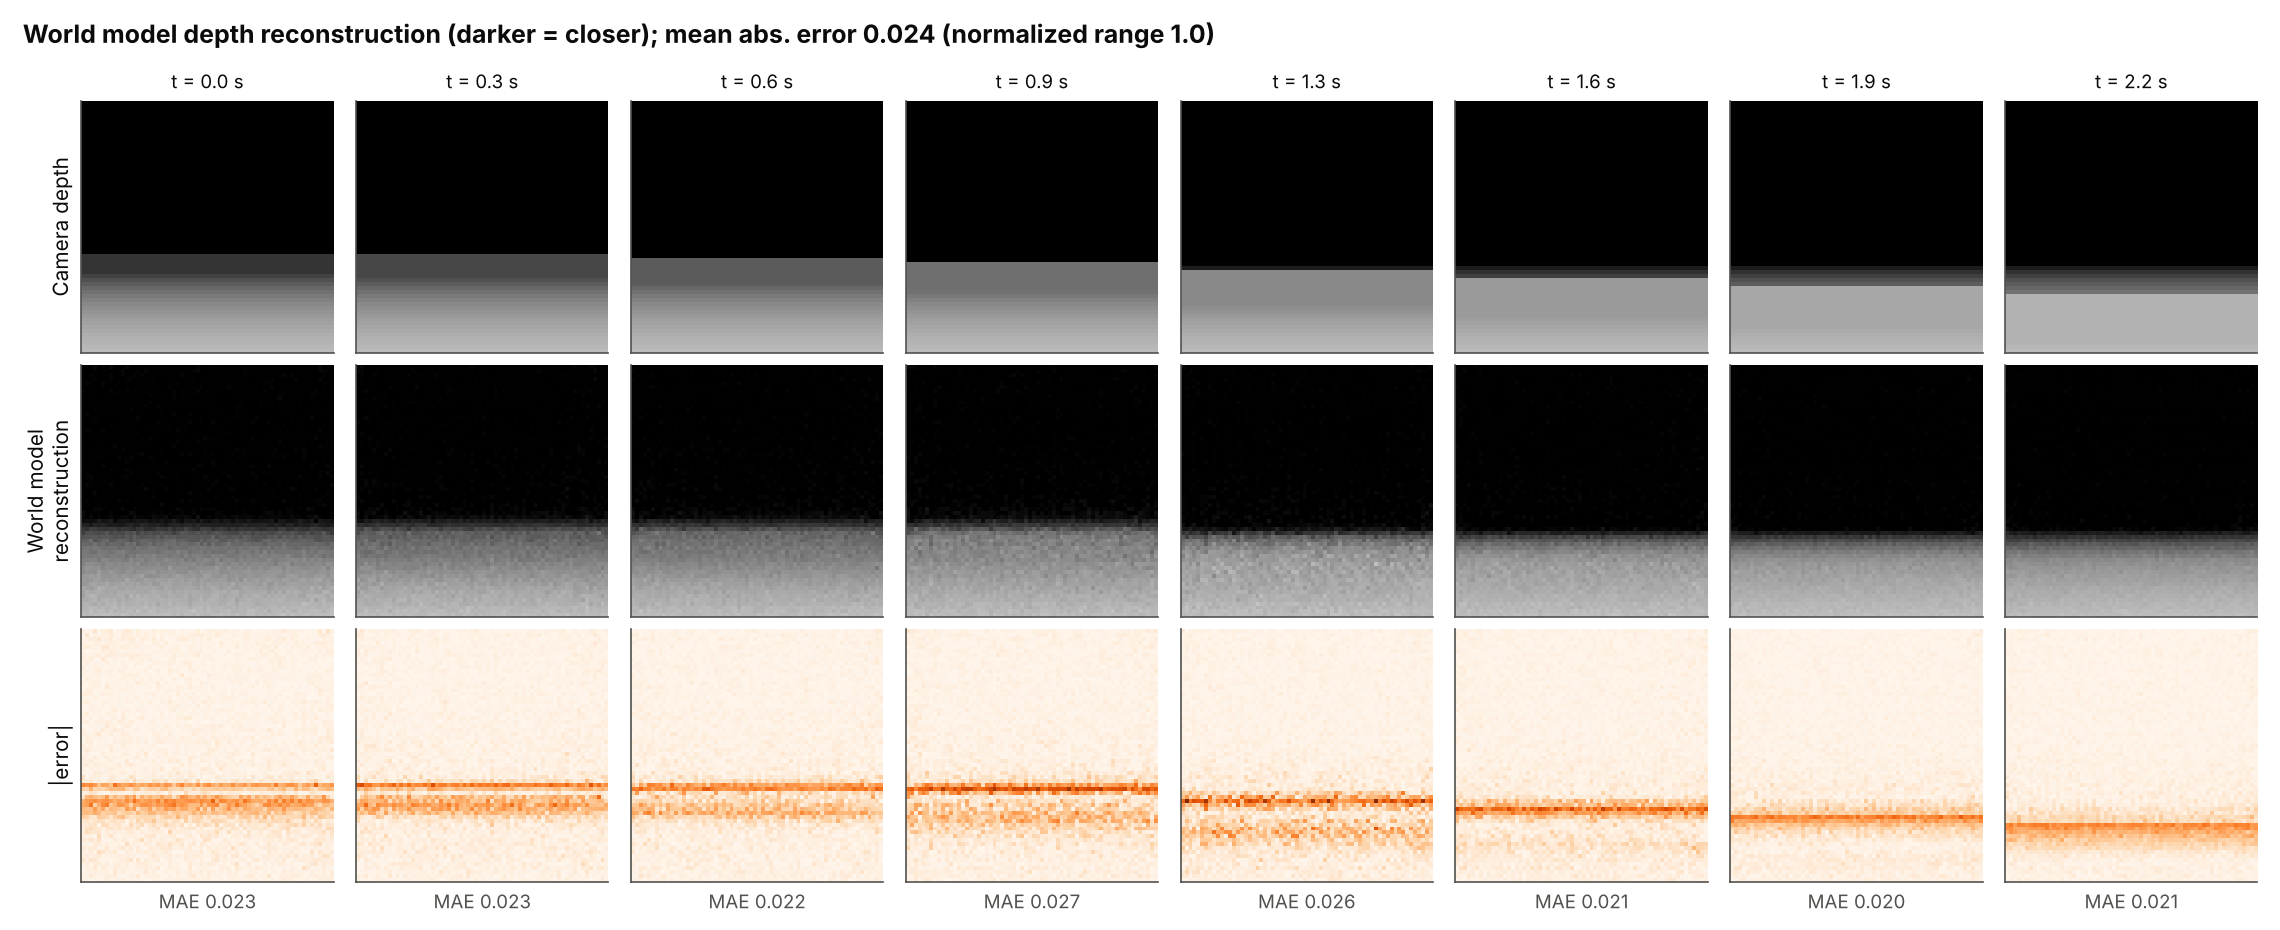 World model depth reconstruction (darker = closer); mean abs. error 0.024 (normalized range 1.0)
t = 0.0 s
t = 0.3 s
t = 0.6 s
t = 0.9 s
t = 1.3 s
t = 1.6 s
t = 1.9 s
t = 2.2 s
Camera depth
World model
reconstruction
|error|
MAE 0.023
MAE 0.023
MAE 0.022
MAE 0.027
MAE 0.026
MAE 0.021
MAE 0.020
MAE 0.021